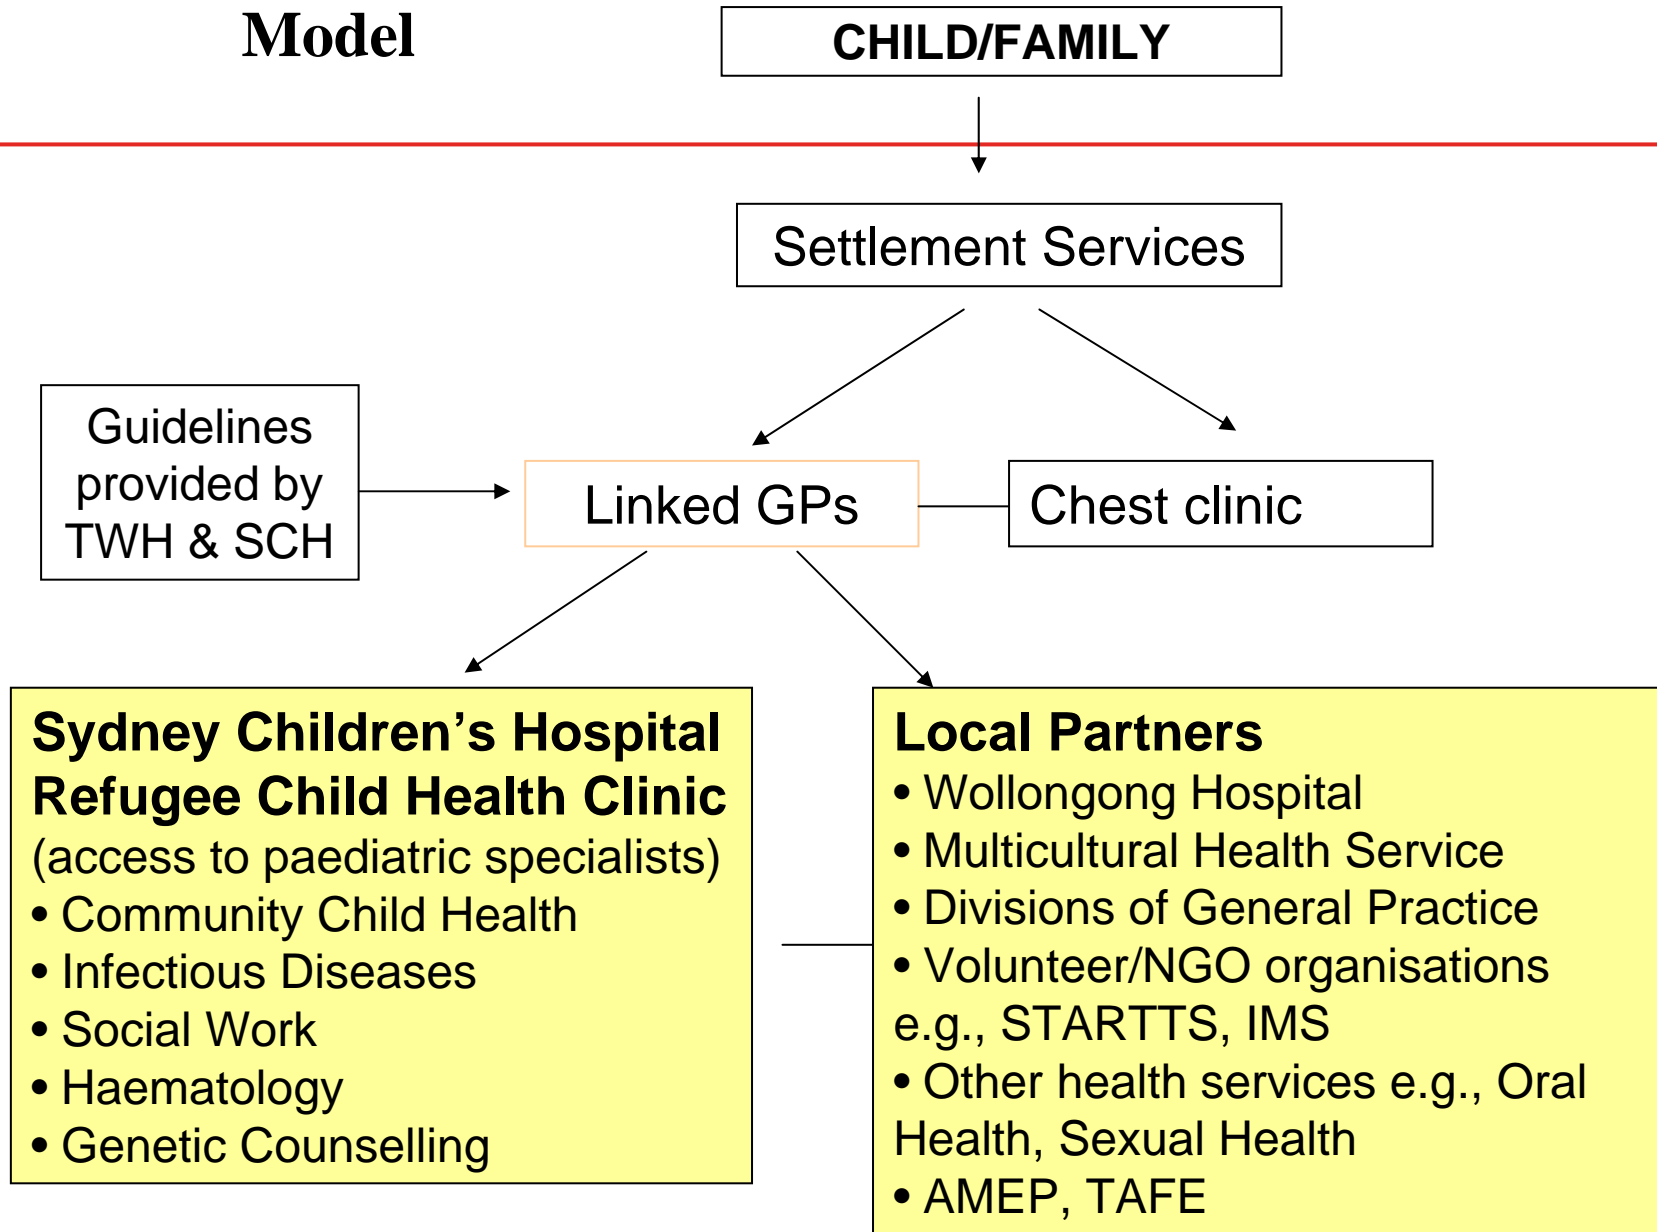 Model
CHILD/FAMILY
Settlement Services
Guidelines
provided by
TWH & SCH
Linked GPs
Chest clinic
Sydney Children’s Hospital
Refugee Child Health Clinic
(access to paediatric specialists)
• Community Child Health
• Infectious Diseases
• Social Work
• Haematology
• Genetic Counselling
Local Partners
• Wollongong Hospital
• Multicultural Health Service
• Divisions of General Practice
• Volunteer/NGO organisations
e.g., STARTTS, IMS
• Other health services e.g., Oral
Health, Sexual Health
• AMEP, TAFE